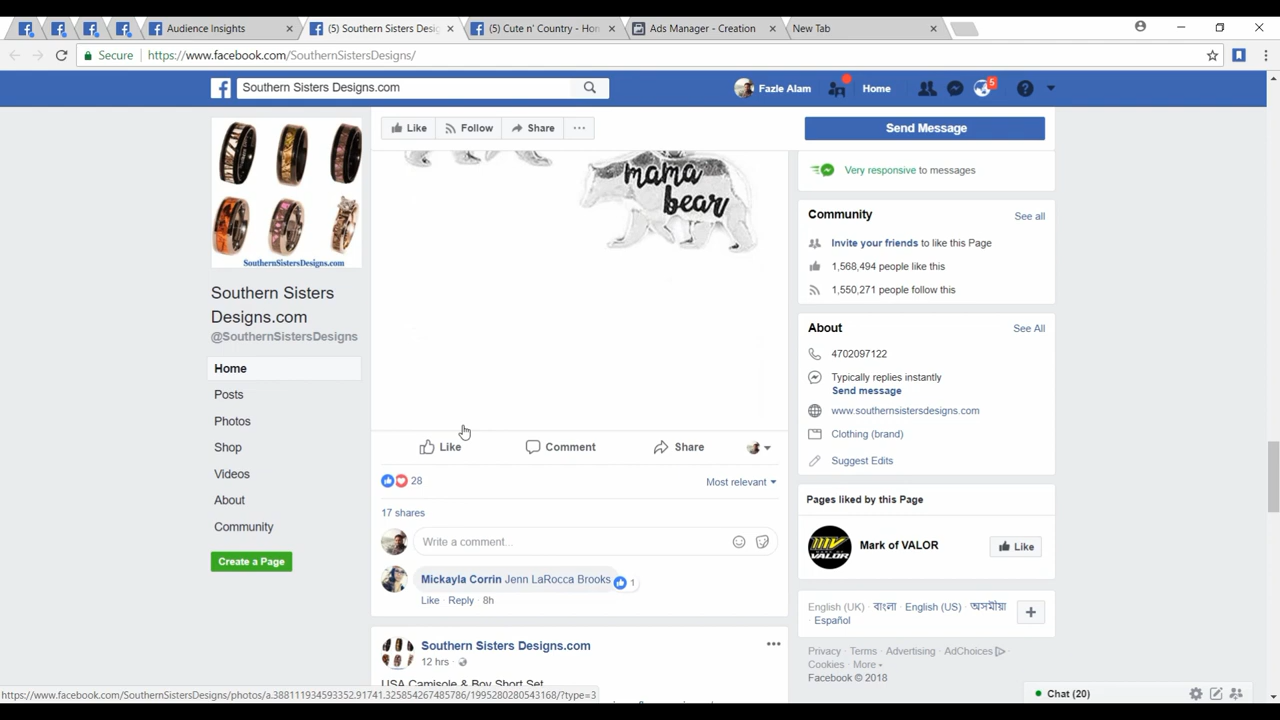 Audience Insights
(5) Southern Sisters Desig
(5) Cute n' Country - Hom
Ads Manager - Creation
New Tab
Secure
https://www.facebook.com/SouthernSistersDesigns/
Southern Sisters Designs.com
Fazle Alam
Home
5
Like
Follow
Share
Send Message
SouthernSistersDesigns.com
Southern Sisters
Designs.com
@SouthernSistersDesigns
Home
Posts
Photos
Shop
Videos
About
Community
Create a Page
mama
bear
Like
Comment
Share
28
Most relevant
17 shares
Write a comment...
Mickayla Corrin Jenn LaRocca Brooks
1
Like · Reply · 8h
Southern Sisters Designs.com
12 hrs ·
USA Camisole & Boy Short Set
Very responsive to messages
Community
See all
Invite your friends to like this Page
1,568,494 people like this
1,550,271 people follow this
About
See All
4702097122
Typically replies instantly
Send message
www.southernsistersdesigns.com
Clothing (brand)
Suggest Edits
Pages liked by this Page
MV
VALOR
Mark of VALOR
Like
English (UK) · বাংলা · English (US) · অসমীয়া ·
Español
Privacy · Terms · Advertising · AdChoices ·
Cookies · More
Facebook © 2018
Chat (20)
https://www.facebook.com/SouthernSistersDesigns/photos/a.388111934593352.91741.325854267485786/1995280280543168/?type=3